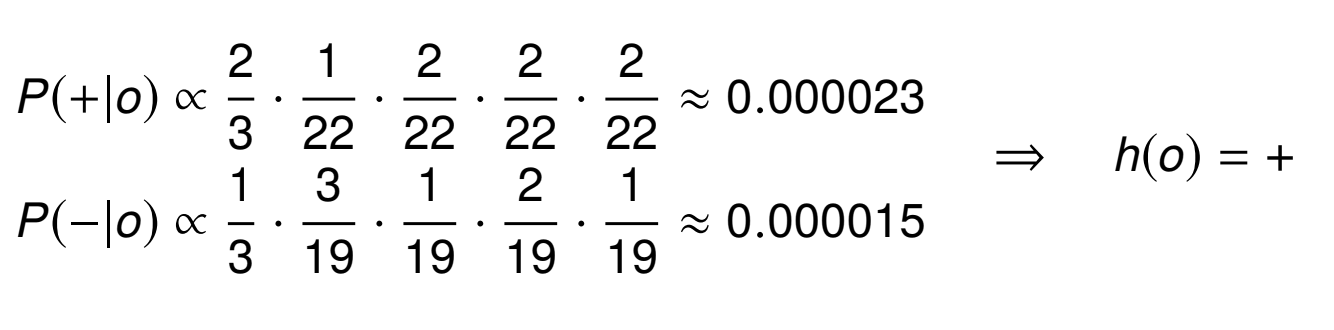 P(+|o) ∝ 2/3 · 1/22 · 2/22 · 2/22 · 2/22 ≈ 0.000023
P(−|o) ∝ 1/3 · 3/19 · 1/19 · 2/19 · 1/19 ≈ 0.000015
⇒ h(o) = +